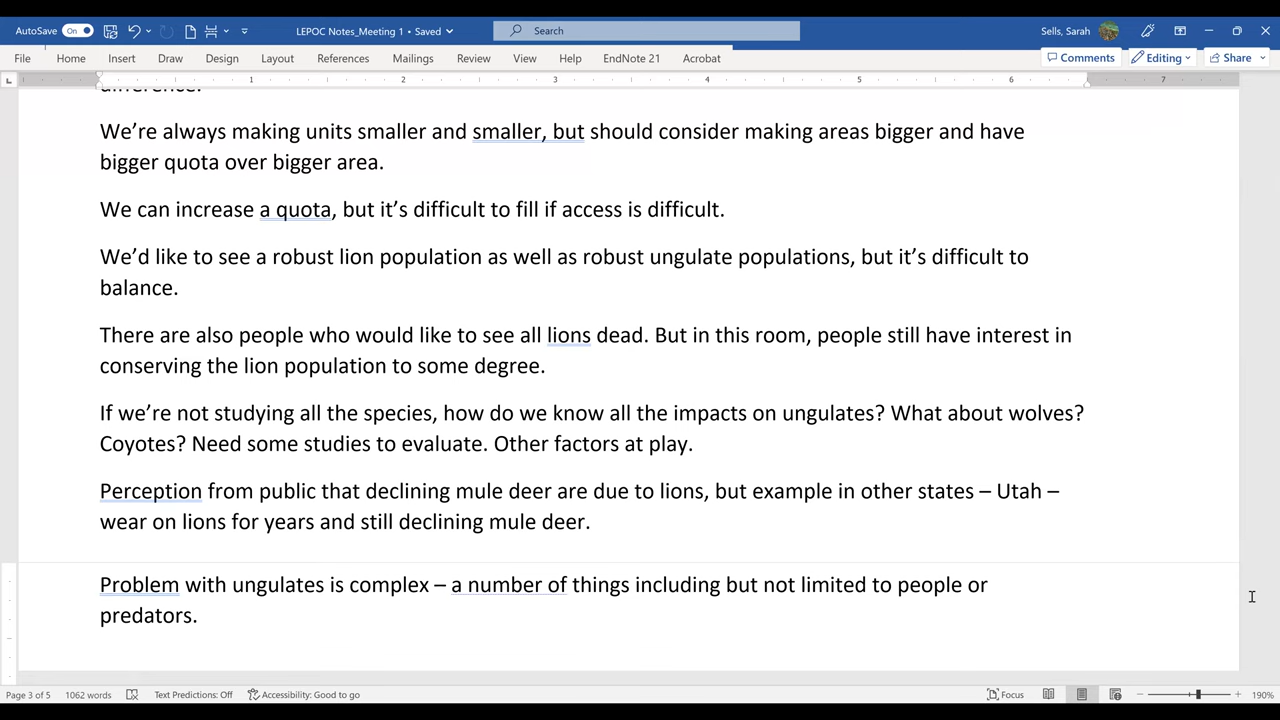 AutoSave On LEPOC Notes_Meeting 1 • Saved Search Sells, Sarah
File Home Insert Draw Design Layout References Mailings Review View Help EndNote 21 Acrobat Comments Editing Share
1 2 3 4 5 6 7
difference.
We're always making units smaller and smaller, but should consider making areas bigger and have
bigger quota over bigger area.
We can increase a quota, but it's difficult to fill if access is difficult.
We'd like to see a robust lion population as well as robust ungulate populations, but it's difficult to
balance.
There are also people who would like to see all lions dead. But in this room, people still have interest in
conserving the lion population to some degree.
If we're not studying all the species, how do we know all the impacts on ungulates? What about wolves?
Coyotes? Need some studies to evaluate. Other factors at play.
Perception from public that declining mule deer are due to lions, but example in other states – Utah –
wear on lions for years and still declining mule deer.
Problem with ungulates is complex – a number of things including but not limited to people or
predators.
Page 3 of 5 1062 words Text Predictions: Off Accessibility: Good to go Focus 190%